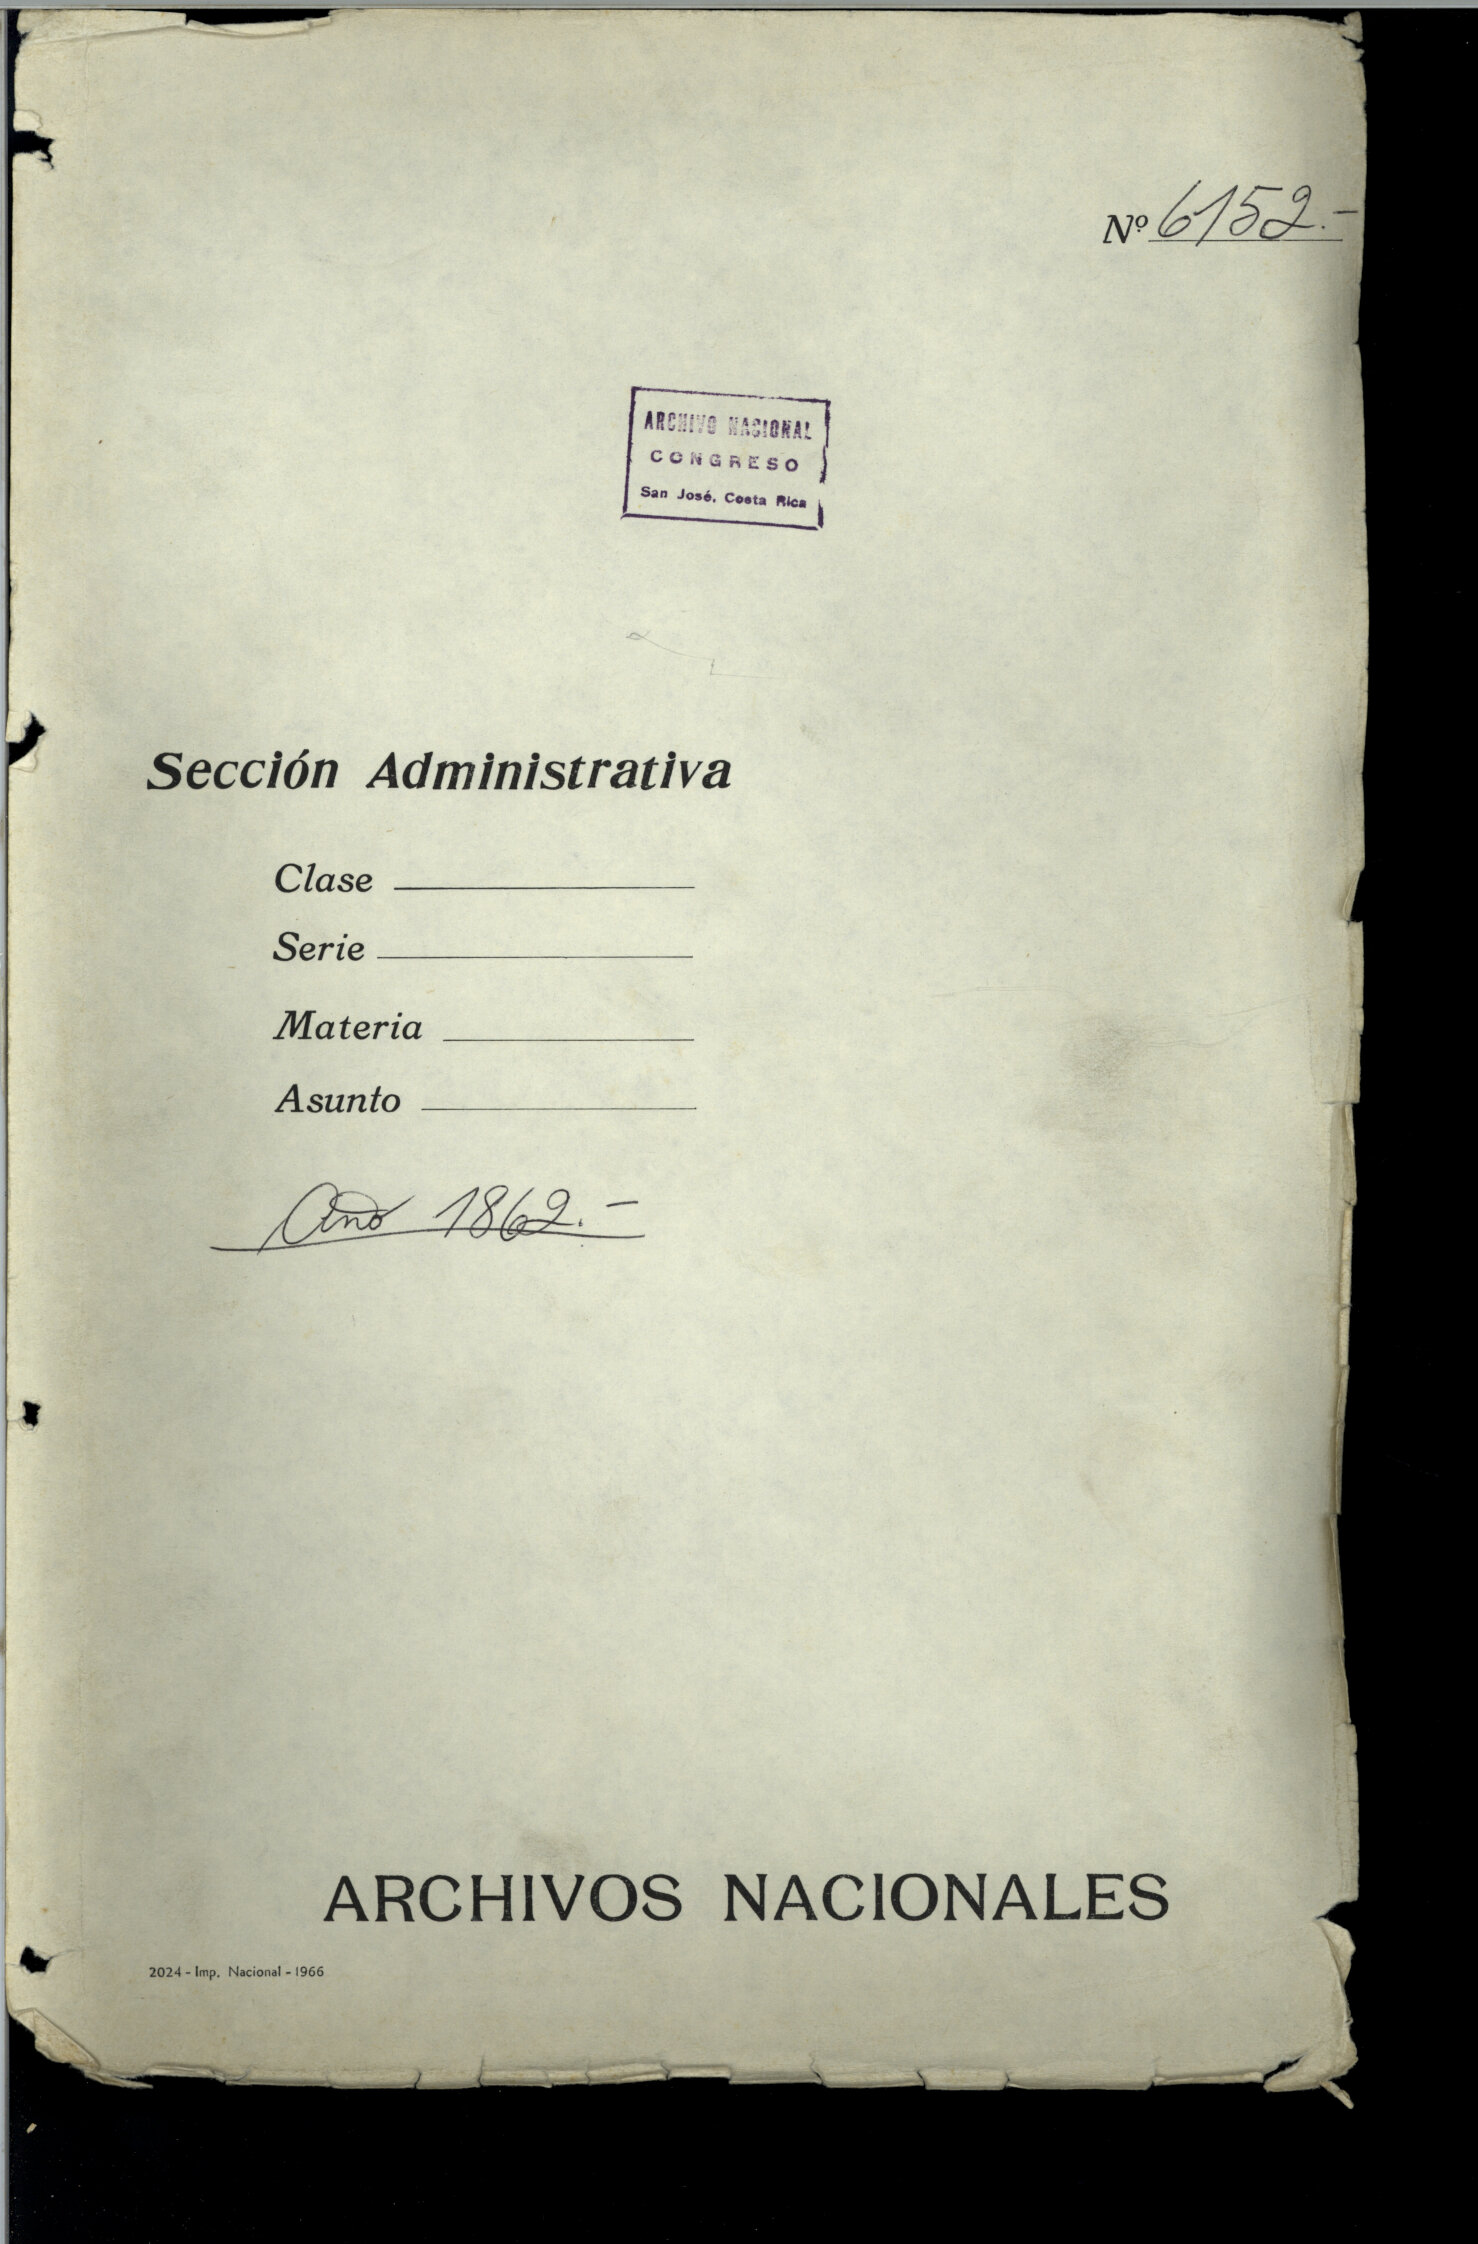 Nº 6152.-
ARCHIVO NACIONAL
CONGRESO
San José, Costa Rica
Sección Administrativa
Clase
Serie
Materia
Asunto
Año 1862.-
ARCHIVOS NACIONALES
2024 - Imp. Nacional - 1966